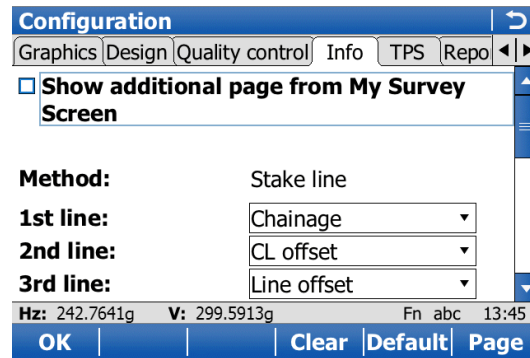 Configuration
Graphics Design Quality control Info TPS Repo
Show additional page from My Survey
Screen
Method: Stake line
1st line: Chainage
2nd line: CL offset
3rd line: Line offset
Hz: 242.7641g V: 299.5913g Fn abc 13:45
OK Clear Default Page